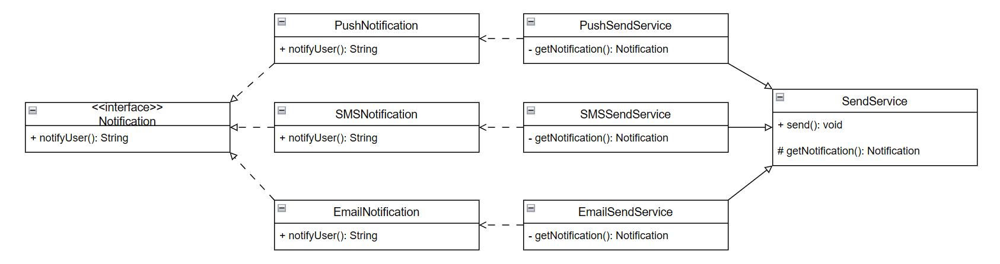 PushNotification
+ notifyUser(): String
PushSendService
- getNotification(): Notification
<<interface>>
Notification
+ notifyUser(): String
SMSNotification
+ notifyUser(): String
SMSSendService
- getNotification(): Notification
SendService
+ send(): void
# getNotification(): Notification
EmailNotification
+ notifyUser(): String
EmailSendService
- getNotification(): Notification